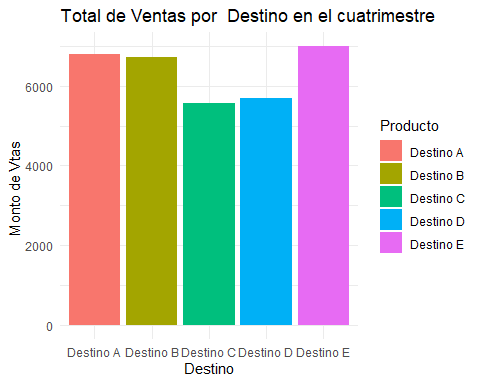 Total de Ventas por  Destino en el cuatrimestre
Monto de Vtas
6000
4000
2000
0
Destino A Destino B Destino C Destino D Destino E
Destino
Producto
Destino A
Destino B
Destino C
Destino D
Destino E